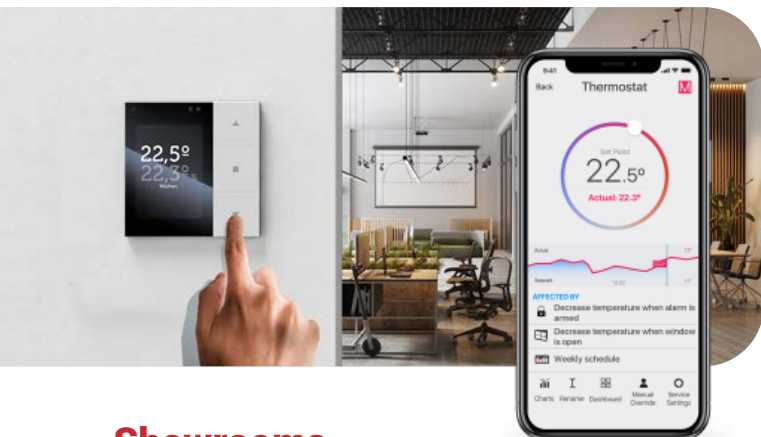 22,5º
22,3º
Kitchen
9:41
Back
Thermostat
M
Set Point
22.5º
Actual: 22.3º
Actual
Setpoint
AFFECTED BY
Decrease temperature when alarm is
armed
Decrease temperature when window
is open
Weekly schedule
Charts
Rename
Dashboard
Manual
Override
Service
Settings
Showrooms